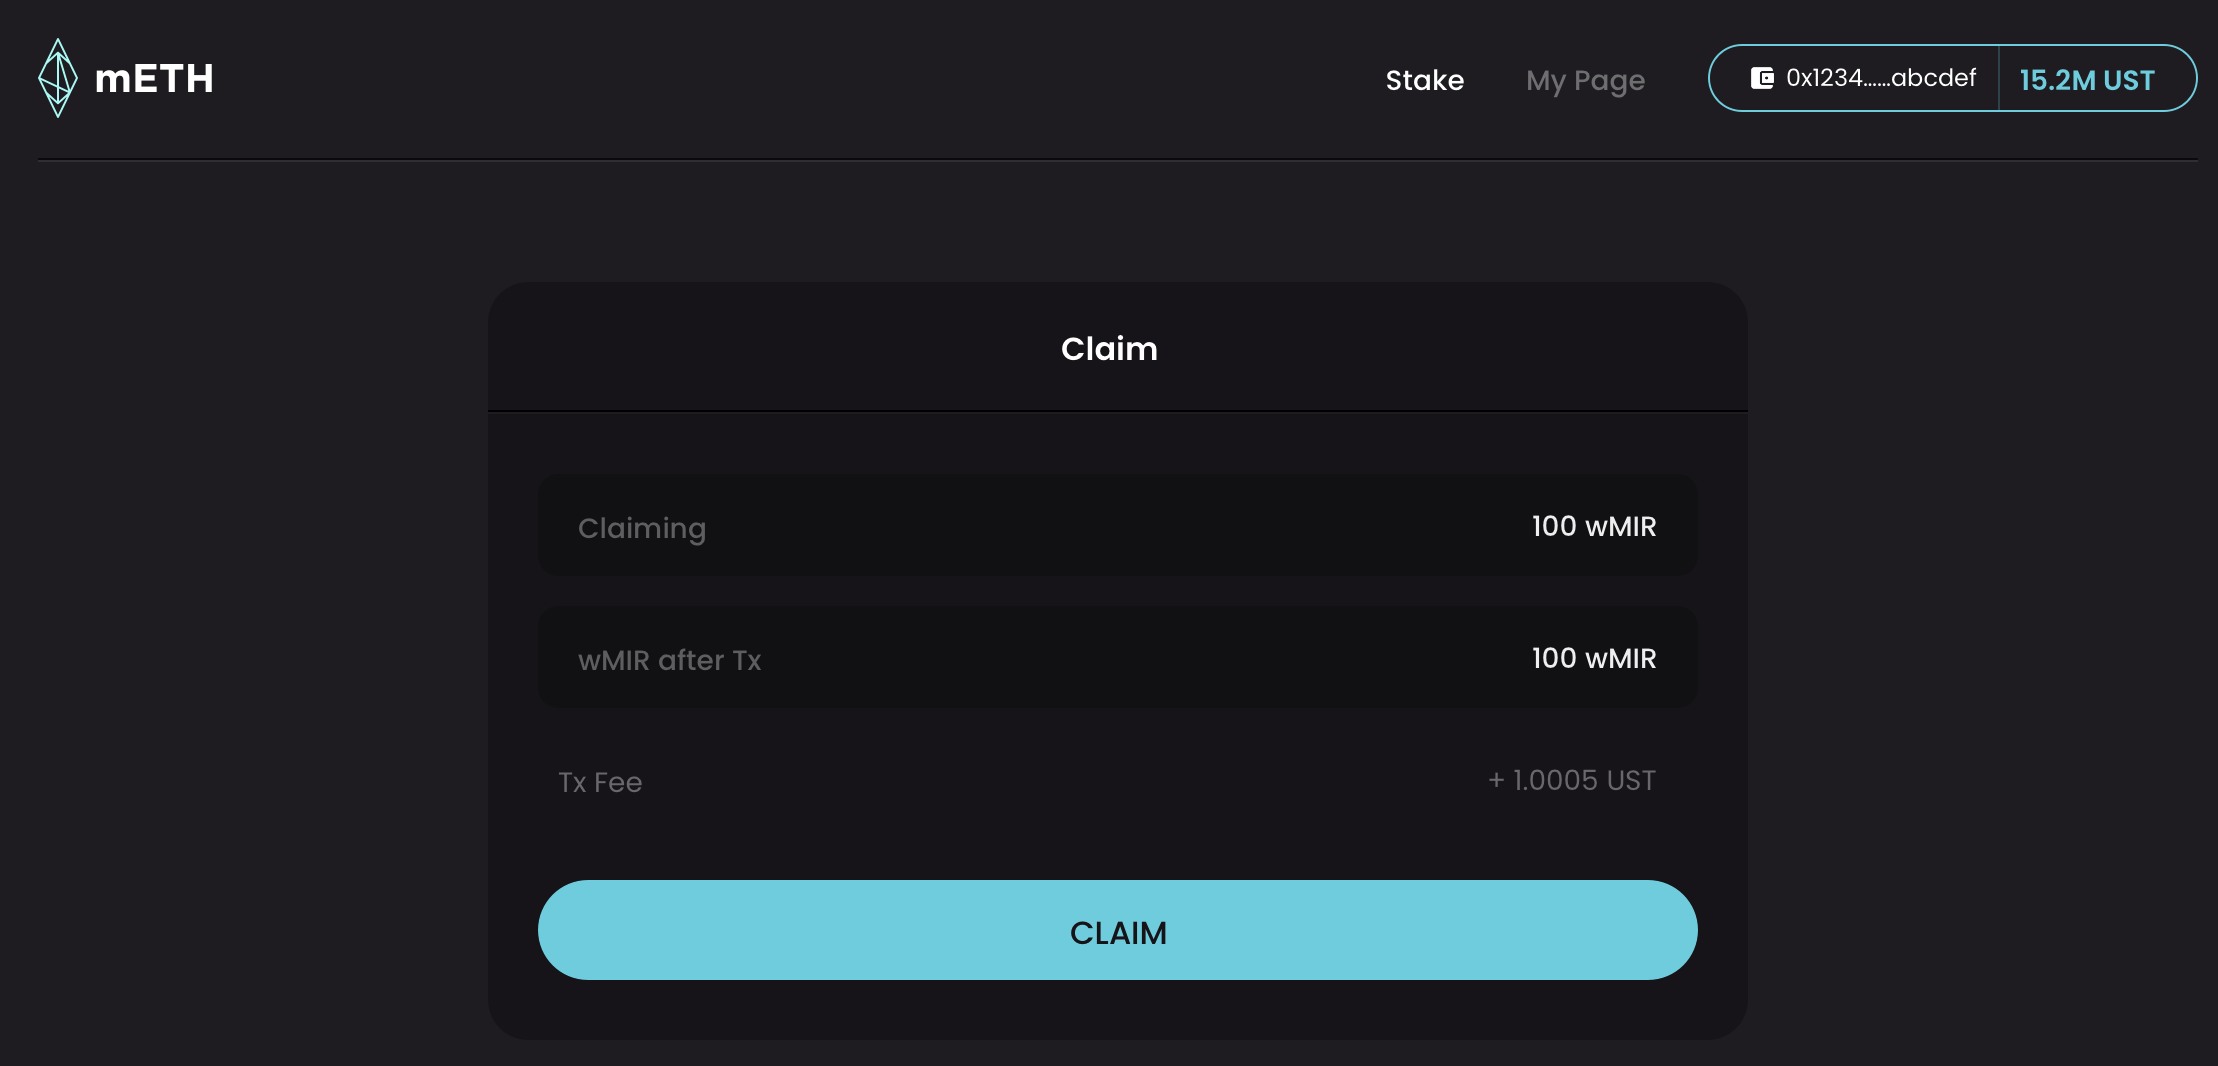 mETH
Stake
My Page
0x1234......abcdef
15.2M UST
Claim
Claiming
100 wMIR
wMIR after Tx
100 wMIR
Tx Fee
+ 1.0005 UST
CLAIM